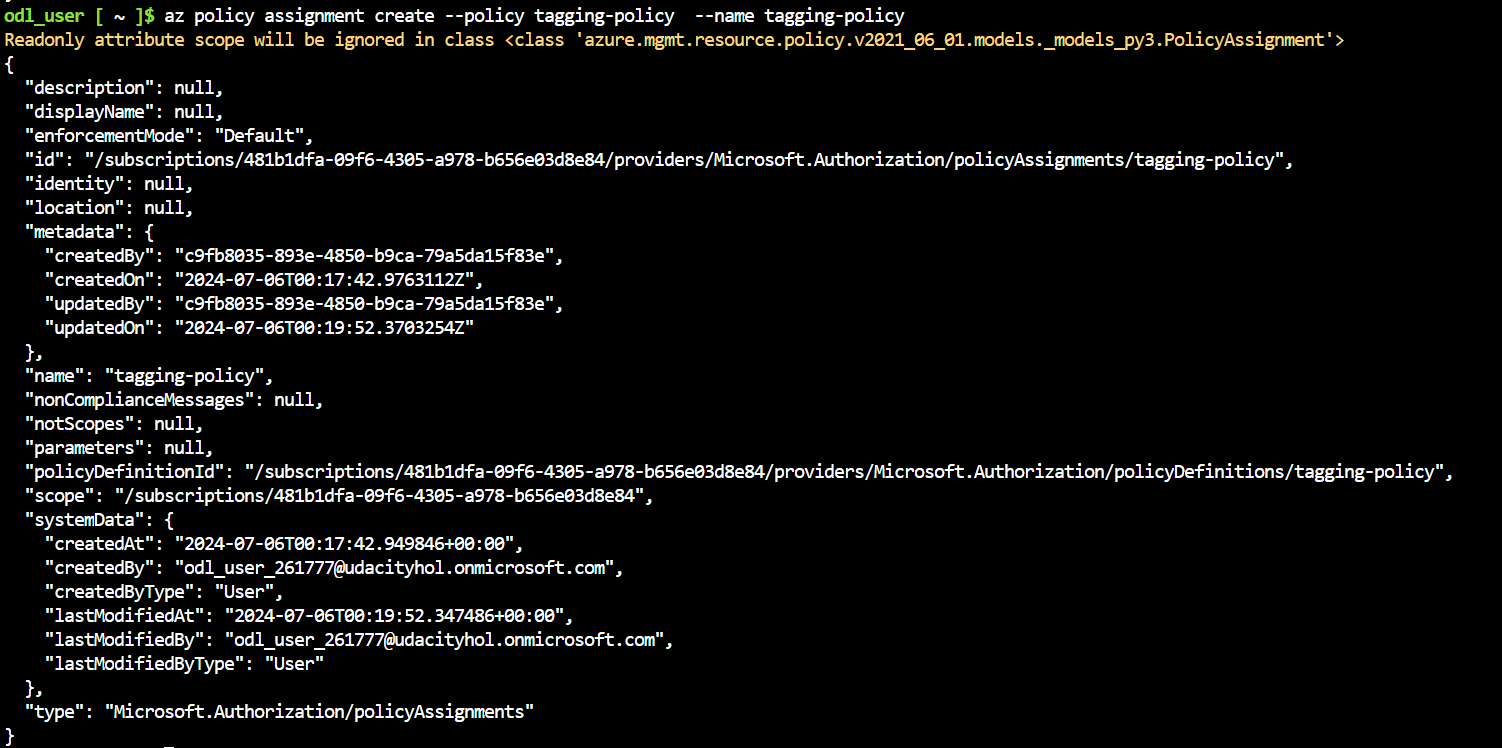 odl_user [ ~ ]$ az policy assignment create --policy tagging-policy  --name tagging-policy
Readonly attribute scope will be ignored in class <class 'azure.mgmt.resource.policy.v2021_06_01.models._models_py3.PolicyAssignment'>
{
  "description": null,
  "displayName": null,
  "enforcementMode": "Default",
  "id": "/subscriptions/481b1dfa-09f6-4305-a978-b656e03d8e84/providers/Microsoft.Authorization/policyAssignments/tagging-policy",
  "identity": null,
  "location": null,
  "metadata": {
    "createdBy": "c9fb8035-893e-4850-b9ca-79a5da15f83e",
    "createdOn": "2024-07-06T00:17:42.9763112Z",
    "updatedBy": "c9fb8035-893e-4850-b9ca-79a5da15f83e",
    "updatedOn": "2024-07-06T00:19:52.3703254Z"
  },
  "name": "tagging-policy",
  "nonComplianceMessages": null,
  "notScopes": null,
  "parameters": null,
  "policyDefinitionId": "/subscriptions/481b1dfa-09f6-4305-a978-b656e03d8e84/providers/Microsoft.Authorization/policyDefinitions/tagging-policy",
  "scope": "/subscriptions/481b1dfa-09f6-4305-a978-b656e03d8e84",
  "systemData": {
    "createdAt": "2024-07-06T00:17:42.949846+00:00",
    "createdBy": "odl_user_261777@udacityhol.onmicrosoft.com",
    "createdByType": "User",
    "lastModifiedAt": "2024-07-06T00:19:52.347486+00:00",
    "lastModifiedBy": "odl_user_261777@udacityhol.onmicrosoft.com",
    "lastModifiedByType": "User"
  },
  "type": "Microsoft.Authorization/policyAssignments"
}